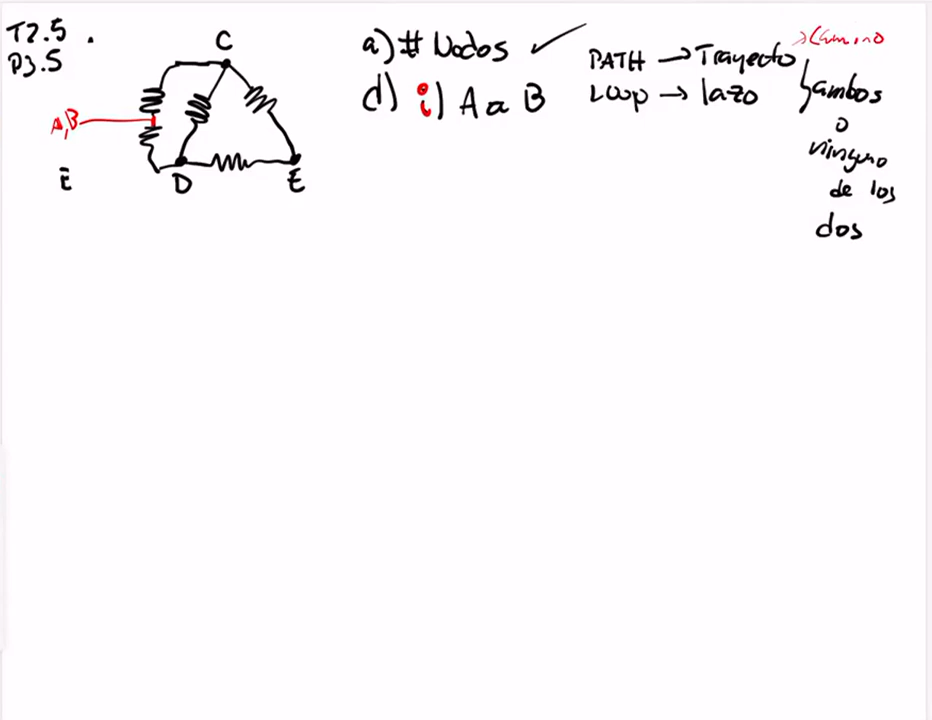 T2.5 .
P3.5
C
A,B
E
D
E
a) # Nodos ✓
d) i) A a B
PATH → Trayecto
Loop → lazo
> Camino
ambos
o
ninguno
de los
dos